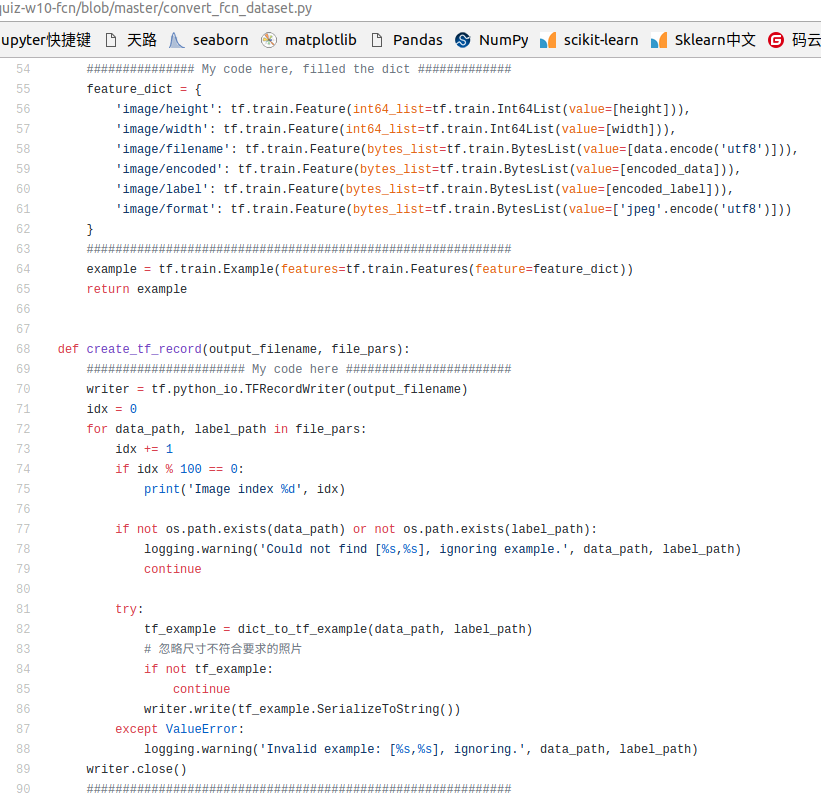 quiz-w10-fcn/blob/master/convert_fcn_dataset.py
upyter快捷键 天路 seaborn matplotlib Pandas NumPy scikit-learn Sklearn中文 G 码云
54 ############### My code here, filled the dict #############
55 feature_dict = {
56 'image/height': tf.train.Feature(int64_list=tf.train.Int64List(value=[height])),
57 'image/width': tf.train.Feature(int64_list=tf.train.Int64List(value=[width])),
58 'image/filename': tf.train.Feature(bytes_list=tf.train.BytesList(value=[data.encode('utf8')])),
59 'image/encoded': tf.train.Feature(bytes_list=tf.train.BytesList(value=[encoded_data])),
60 'image/label': tf.train.Feature(bytes_list=tf.train.BytesList(value=[encoded_label])),
61 'image/format': tf.train.Feature(bytes_list=tf.train.BytesList(value=['jpeg'.encode('utf8')]))
62 }
63 ###########################################################
64 example = tf.train.Example(features=tf.train.Features(feature=feature_dict))
65 return example
66
67
68 def create_tf_record(output_filename, file_pars):
69 ###################### My code here #######################
70 writer = tf.python_io.TFRecordWriter(output_filename)
71 idx = 0
72 for data_path, label_path in file_pars:
73 idx += 1
74 if idx % 100 == 0:
75 print('Image index %d', idx)
76
77 if not os.path.exists(data_path) or not os.path.exists(label_path):
78 logging.warning('Could not find [%s,%s], ignoring example.', data_path, label_path)
79 continue
80
81 try:
82 tf_example = dict_to_tf_example(data_path, label_path)
83 # 忽略尺寸不符合要求的照片
84 if not tf_example:
85 continue
86 writer.write(tf_example.SerializeToString())
87 except ValueError:
88 logging.warning('Invalid example: [%s,%s], ignoring.', data_path, label_path)
89 writer.close()
90 ###########################################################